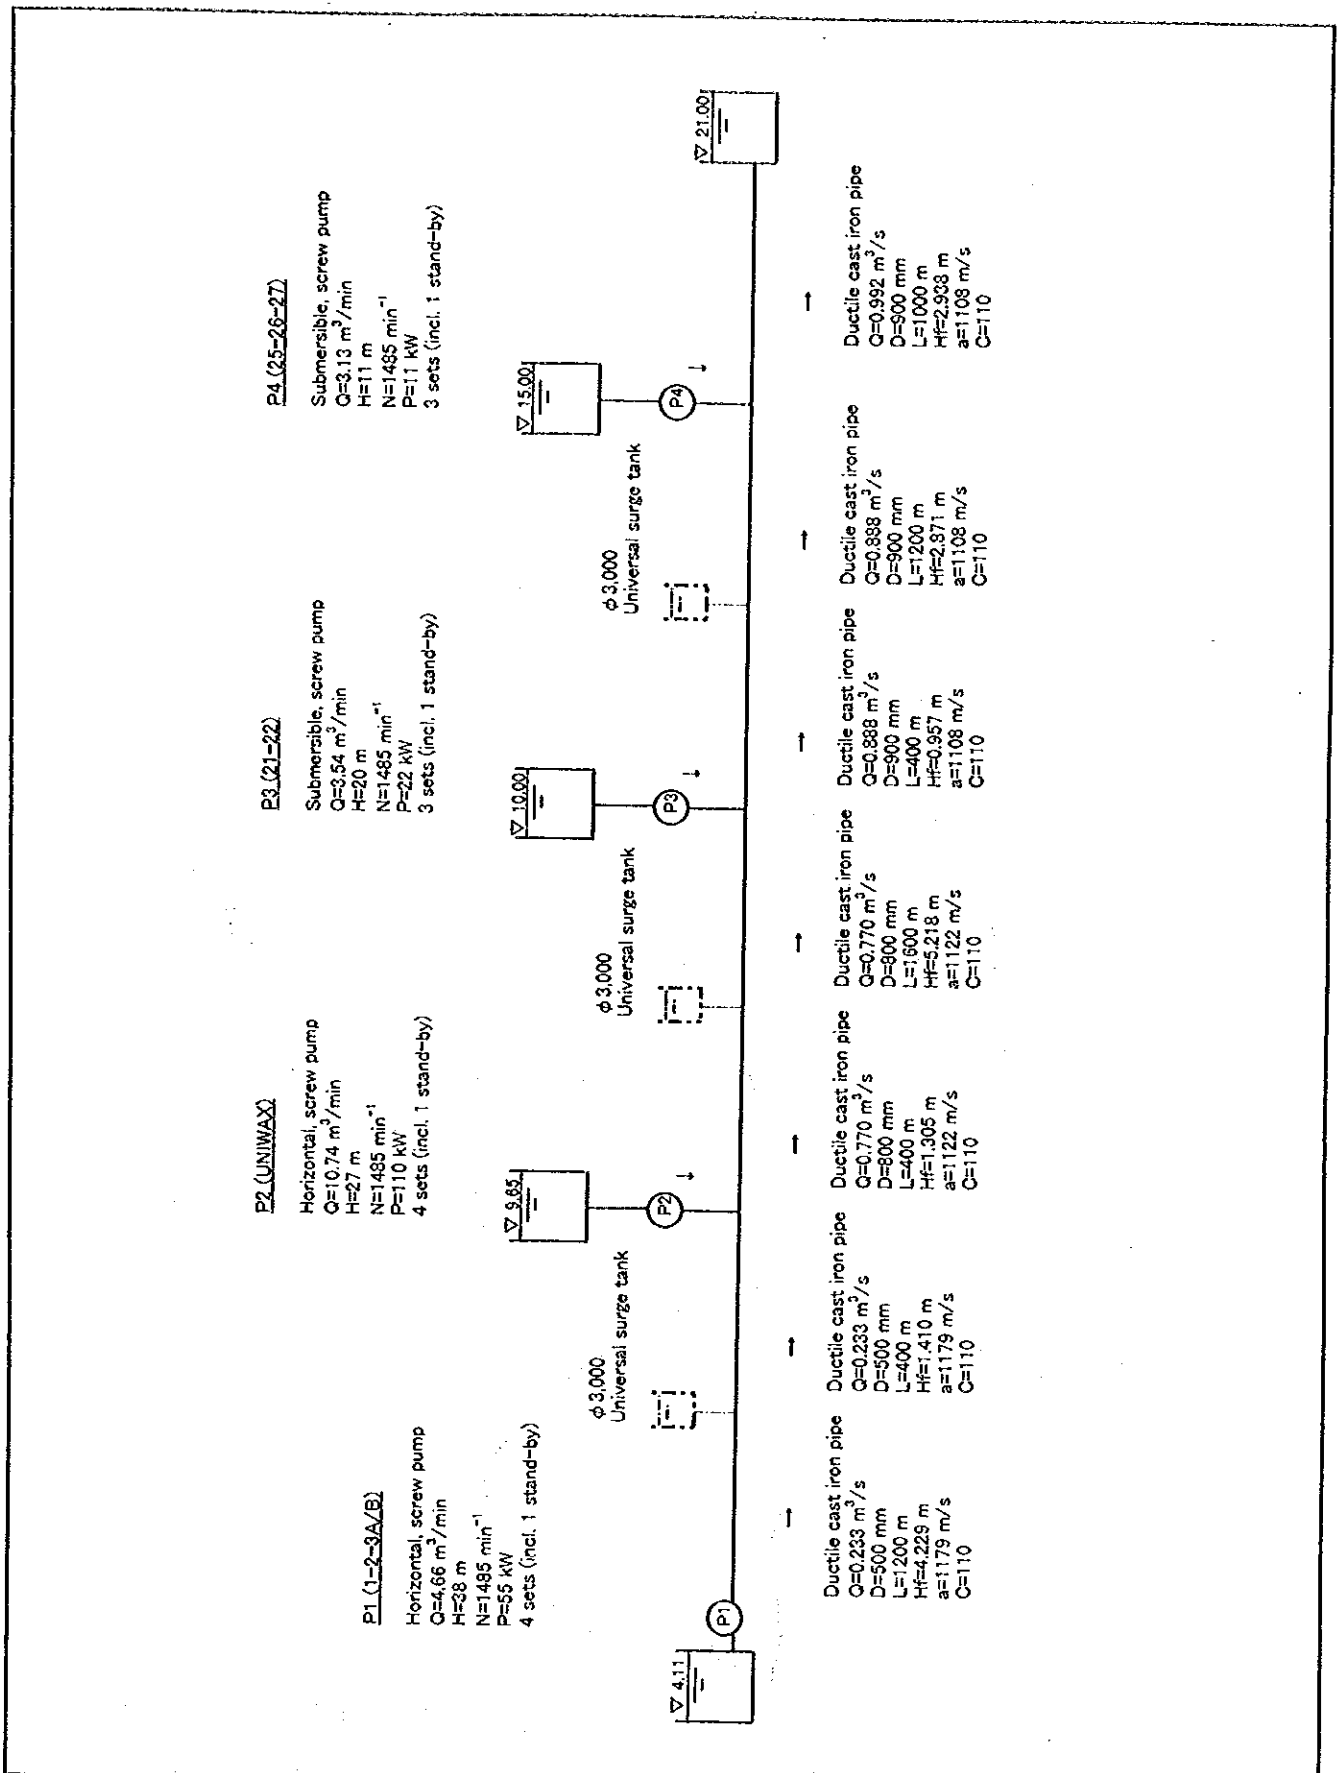 P1 (1-2-3A/B)
Horizontal, screw pump
Q=4.66 m³/min
H=38 m
N=1485 min⁻¹
P=55 kW
4 sets (incl. 1 stand-by)
P2 (UNIWAX)
Horizontal, screw pump
Q=10.74 m³/min
H=27 m
N=1485 min⁻¹
P=110 kW
4 sets (incl. 1 stand-by)
P3 (21-22)
Submersible, screw pump
Q=3.54 m³/min
H=20 m
N=1485 min⁻¹
P=22 kW
3 sets (incl. 1 stand-by)
P4 (25-26-27)
Submersible, screw pump
Q=3.13 m³/min
H=11 m
N=1485 min⁻¹
P=11 kW
3 sets (incl. 1 stand-by)
▽ 4.11
P1
φ3,000
Universal surge tank
▽ 9.65
P2
φ3,000
Universal surge tank
▽ 10.00
P3
φ3,000
Universal surge tank
▽ 15.00
P4
▽ 21.00
Ductile cast iron pipe
Q=0.233 m³/s
D=500 mm
L=1200 m
Hf=4.229 m
a=1179 m/s
C=110
Ductile cast iron pipe
Q=0.233 m³/s
D=500 mm
L=400 m
Hf=1.410 m
a=1179 m/s
C=110
Ductile cast iron pipe
Q=0.770 m³/s
D=800 mm
L=400 m
Hf=1.305 m
a=1122 m/s
C=110
Ductile cast iron pipe
Q=0.770 m³/s
D=800 mm
L=1600 m
Hf=5.218 m
a=1122 m/s
C=110
Ductile cast iron pipe
Q=0.888 m³/s
D=900 mm
L=400 m
Hf=0.957 m
a=1108 m/s
C=110
Ductile cast iron pipe
Q=0.888 m³/s
D=900 mm
L=1200 m
Hf=2.871 m
a=1108 m/s
C=110
Ductile cast iron pipe
Q=0.992 m³/s
D=900 mm
L=1000 m
Hf=2.938 m
a=1108 m/s
C=110